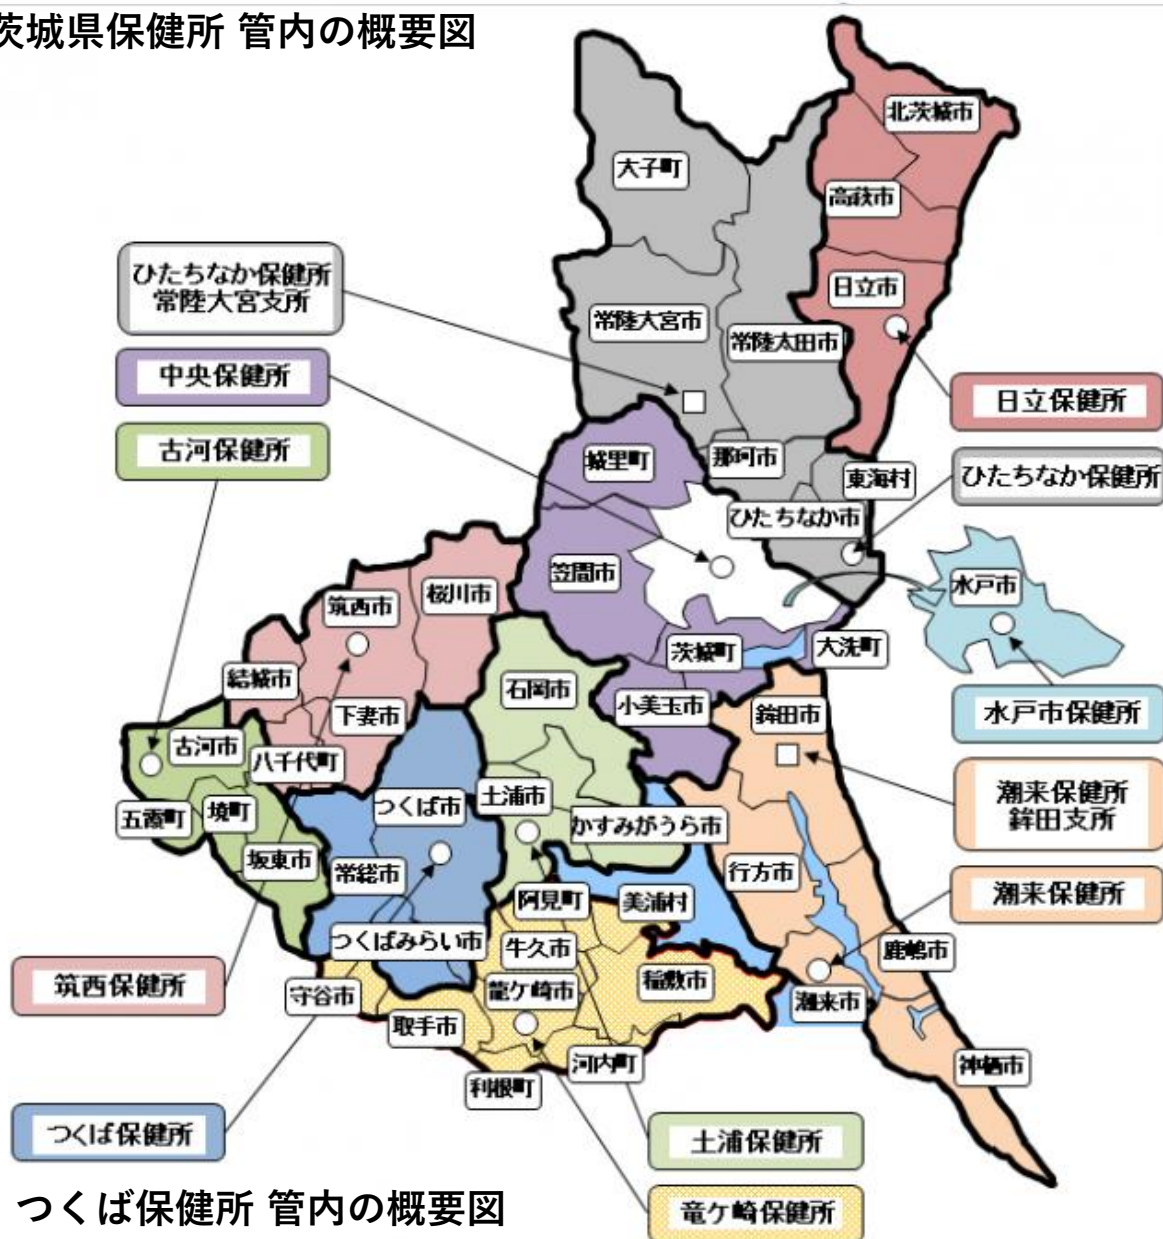 茨城県保健所 管内の概要図
北茨城市
大子町
高萩市
ひたちなか保健所
常陸大宮支所
日立市
常陸大宮市
常陸太田市
中央保健所
日立保健所
古河保健所
城里町
那珂市
東海村
ひたちなか保健所
ひたちなか市
笠間市
水戸市
桜川市
筑西市
茨城町
大洗町
結城市
石岡市
小美玉市
鉾田市
水戸市保健所
下妻市
古河市
八千代町
潮来保健所
鉾田支所
五霞町
境町
つくば市
土浦市
かすみがうら市
坂東市
常総市
行方市
潮来保健所
阿見町
美浦村
つくばみらい市
牛久市
鹿嶋市
筑西保健所
守谷市
龍ケ崎市
稲敷市
潮来市
取手市
河内町
神栖市
利根町
つくば保健所
土浦保健所
つくば保健所 管内の概要図
竜ケ崎保健所